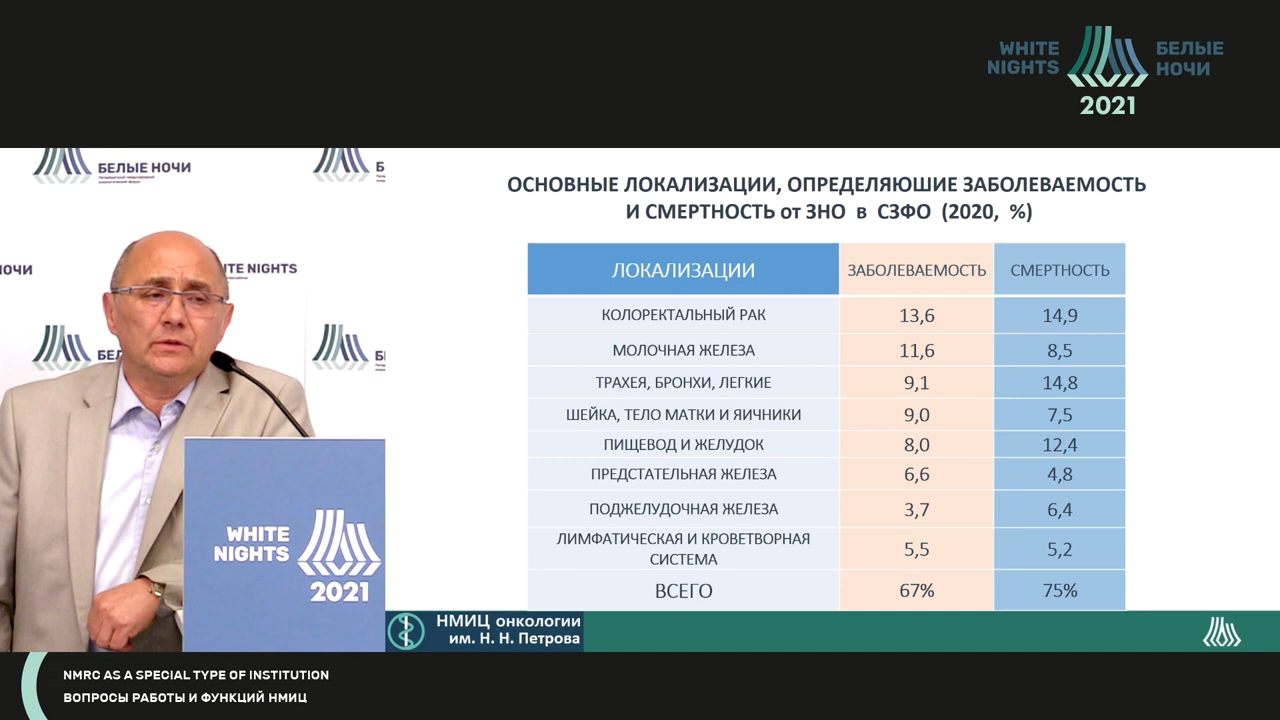 WHITE
NIGHTS
БЕЛЫЕ
НОЧИ
2021
БЕЛЫЕ НОЧИ
Б
НОЧИ
TE NIGHTS
БЕЛ
Б
WHITE
NIGHTS
2021
ОСНОВНЫЕ ЛОКАЛИЗАЦИИ, ОПРЕДЕЛЯЮШИЕ ЗАБОЛЕВАЕМОСТЬ
И СМЕРТНОСТЬ от ЗНО в СЗФО (2020, %)
ЛОКАЛИЗАЦИИ ЗАБОЛЕВАЕМОСТЬ СМЕРТНОСТЬ
КОЛОРЕКТАЛЬНЫЙ РАК 13,6 14,9
МОЛОЧНАЯ ЖЕЛЕЗА 11,6 8,5
ТРАХЕЯ, БРОНХИ, ЛЕГКИЕ 9,1 14,8
ШЕЙКА, ТЕЛО МАТКИ И ЯИЧНИКИ 9,0 7,5
ПИЩЕВОД И ЖЕЛУДОК 8,0 12,4
ПРЕДСТАТЕЛЬНАЯ ЖЕЛЕЗА 6,6 4,8
ПОДЖЕЛУДОЧНАЯ ЖЕЛЕЗА 3,7 6,4
ЛИМФАТИЧЕСКАЯ И КРОВЕТВОРНАЯ
СИСТЕМА 5,5 5,2
ВСЕГО 67% 75%
НМИЦ онкологии
им. Н. Н. Петрова
NMRC AS A SPECIAL TYPE OF INSTITUTION
ВОПРОСЫ РАБОТЫ И ФУНКЦИЙ НМИЦ